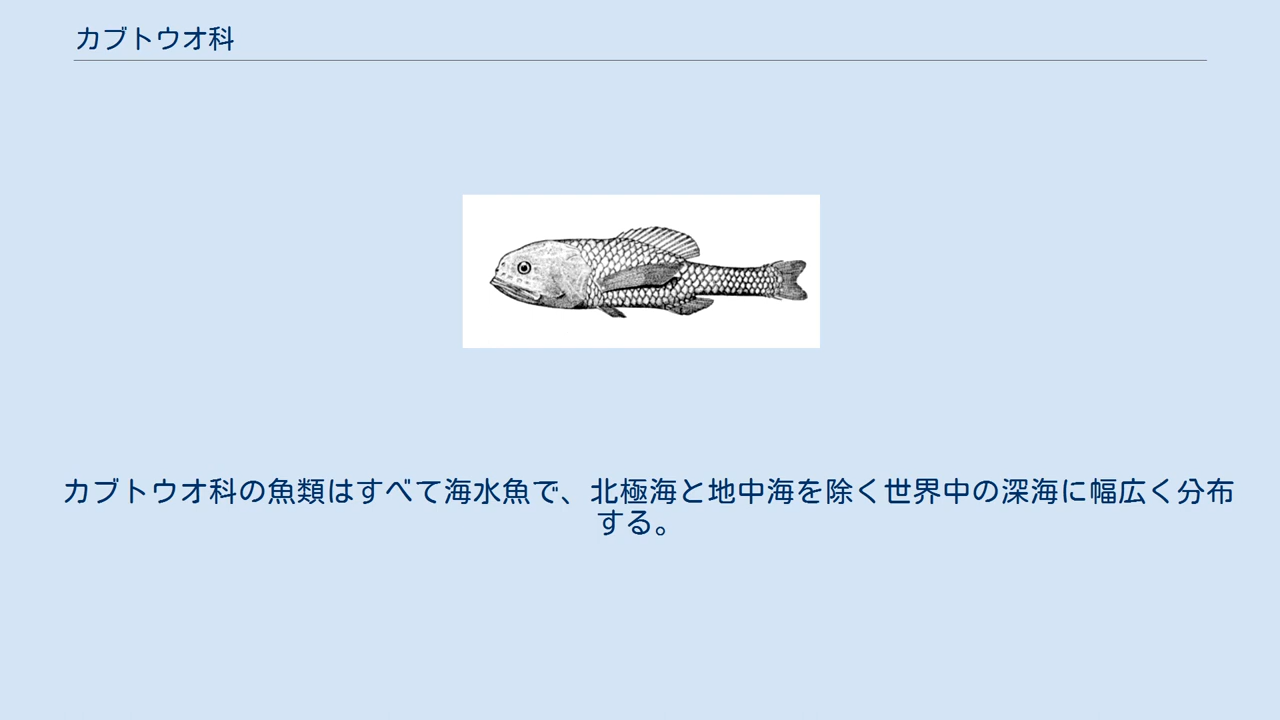 カブトウオ科
カブトウオ科の魚類はすべて海水魚で、北極海と地中海を除く世界中の深海に幅広く分布
する。